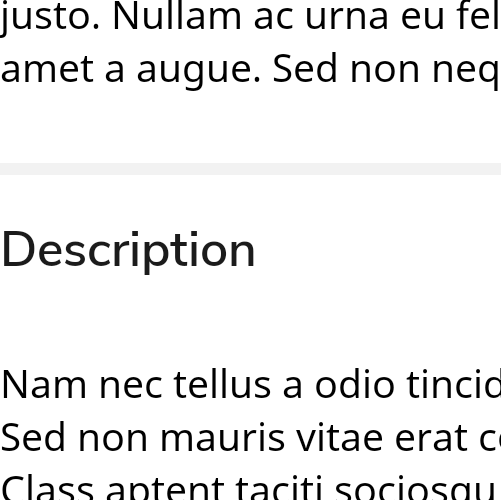 justo. Nullam ac urna eu fel
amet a augue. Sed non neq
Description
Nam nec tellus a odio tincid
Sed non mauris vitae erat c
Class aptent taciti sociosqu